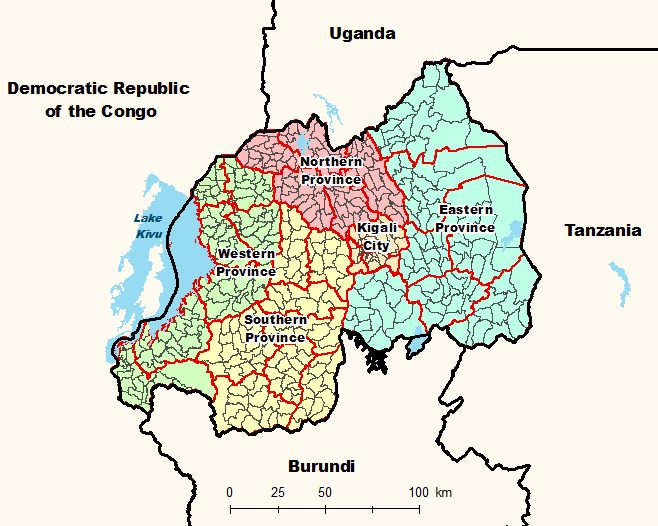 Uganda
Democratic Republic
of the Congo
Northern
Province
Lake
Kivu
Eastern
Province
Kigali
City
Tanzania
Western
Province
Southern
Province
Burundi
0 25 50 100 km